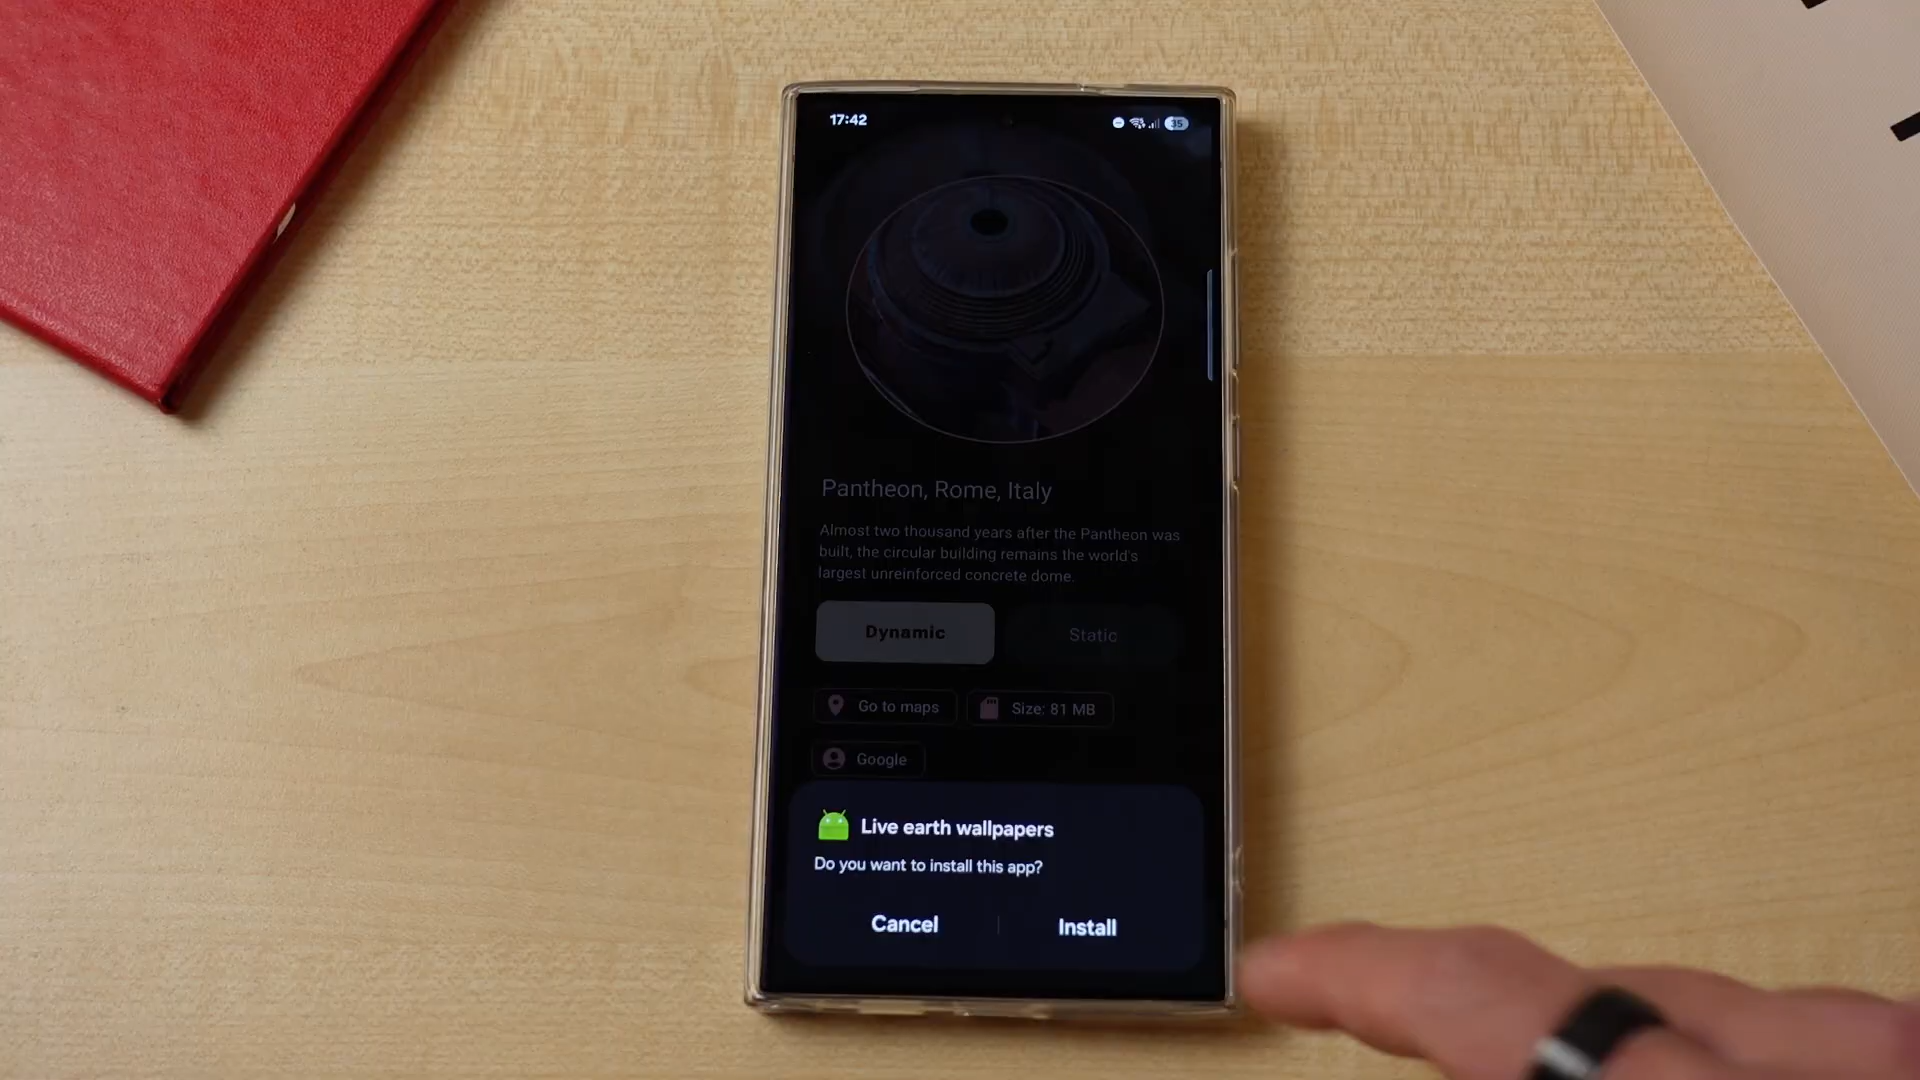 17:42
35
Pantheon, Rome, Italy
Almost two thousand years after the Pantheon was
built, the circular building remains the world's
largest unreinforced concrete dome.
Dynamic
Static
Go to maps
Size: 81 MB
Google
Live earth wallpapers
Do you want to install this app?
Cancel
Install